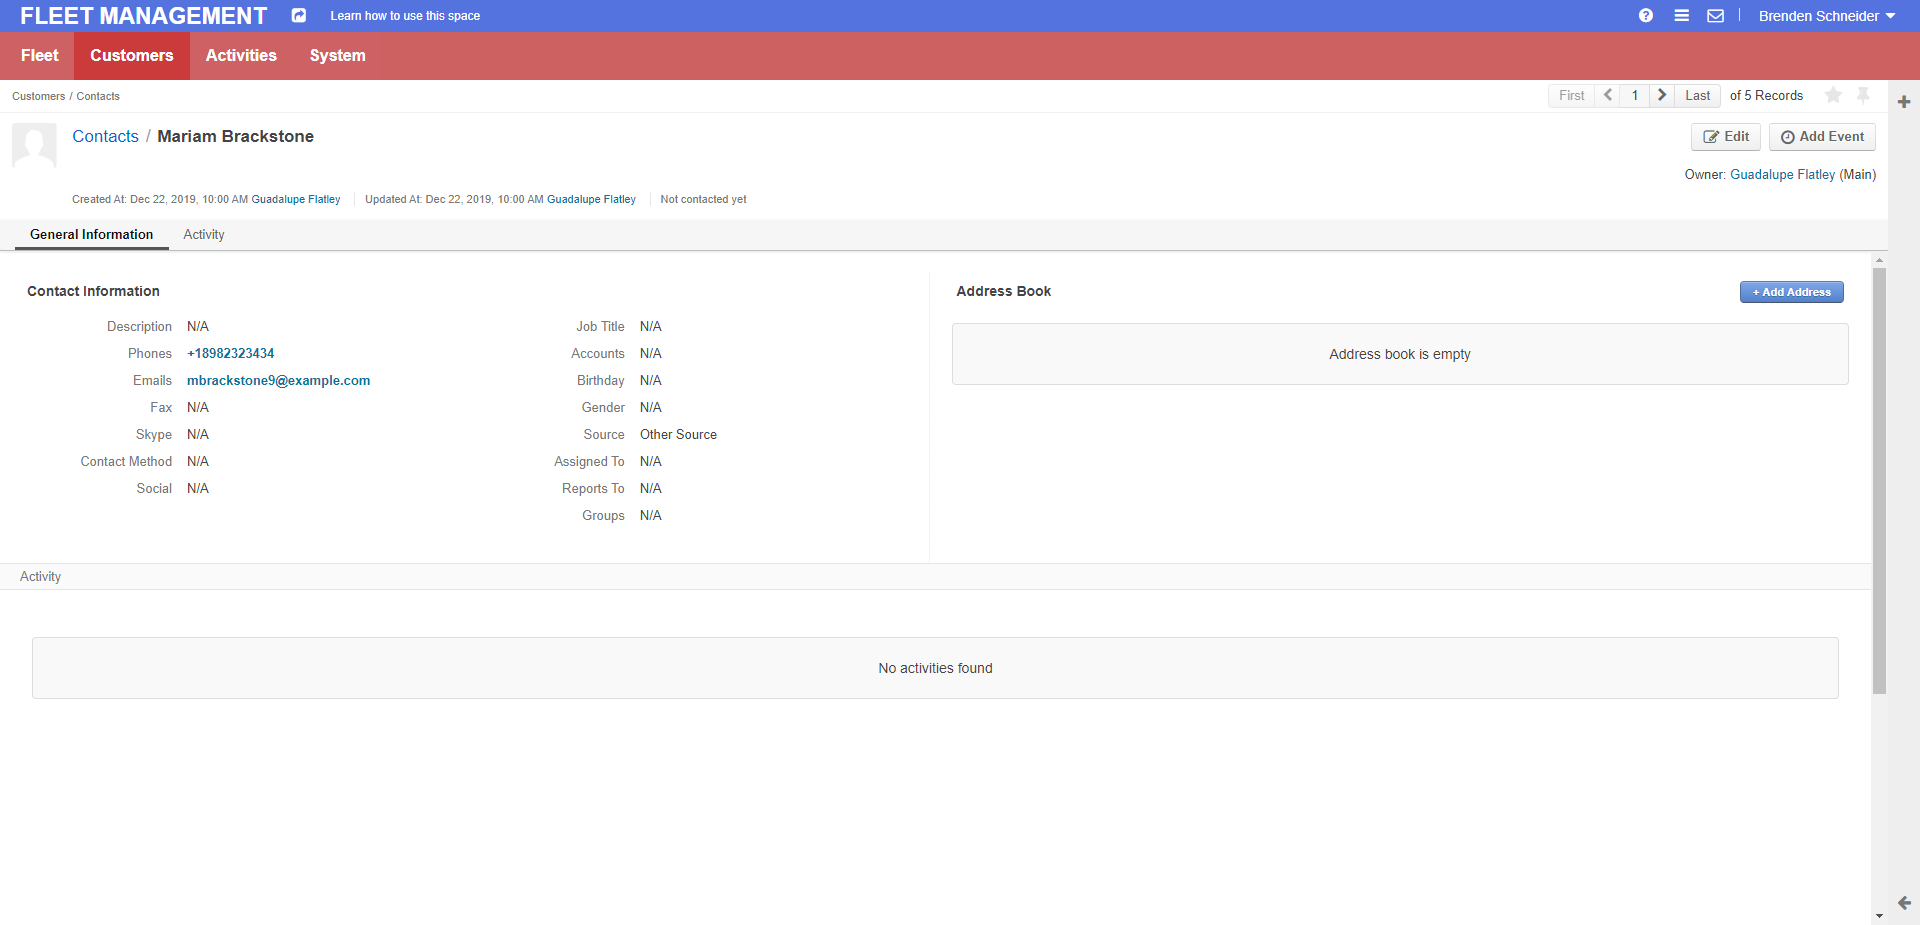 FLEET MANAGEMENT Learn how to use this space Brenden Schneider
Fleet Customers Activities System
Customers / Contacts First 1 Last of 5 Records
Contacts / Mariam Brackstone Edit Add Event
Owner: Guadalupe Flatley (Main)
Created At: Dec 22, 2019, 10:00 AM Guadalupe Flatley Updated At: Dec 22, 2019, 10:00 AM Guadalupe Flatley Not contacted yet
General Information Activity
Contact Information
Description N/A
Phones +18982323434
Emails mbrackstone9@example.com
Fax N/A
Skype N/A
Contact Method N/A
Social N/A
Job Title N/A
Accounts N/A
Birthday N/A
Gender N/A
Source Other Source
Assigned To N/A
Reports To N/A
Groups N/A
Address Book + Add Address
Address book is empty
Activity
No activities found